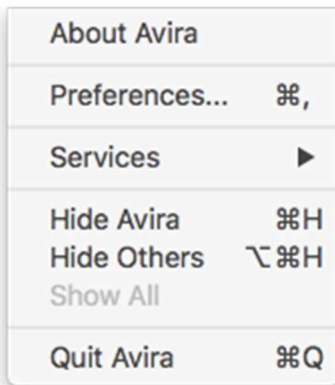 About Avira
Preferences... ⌘,
Services ▶
Hide Avira ⌘H
Hide Others ⌥⌘H
Show All
Quit Avira ⌘Q